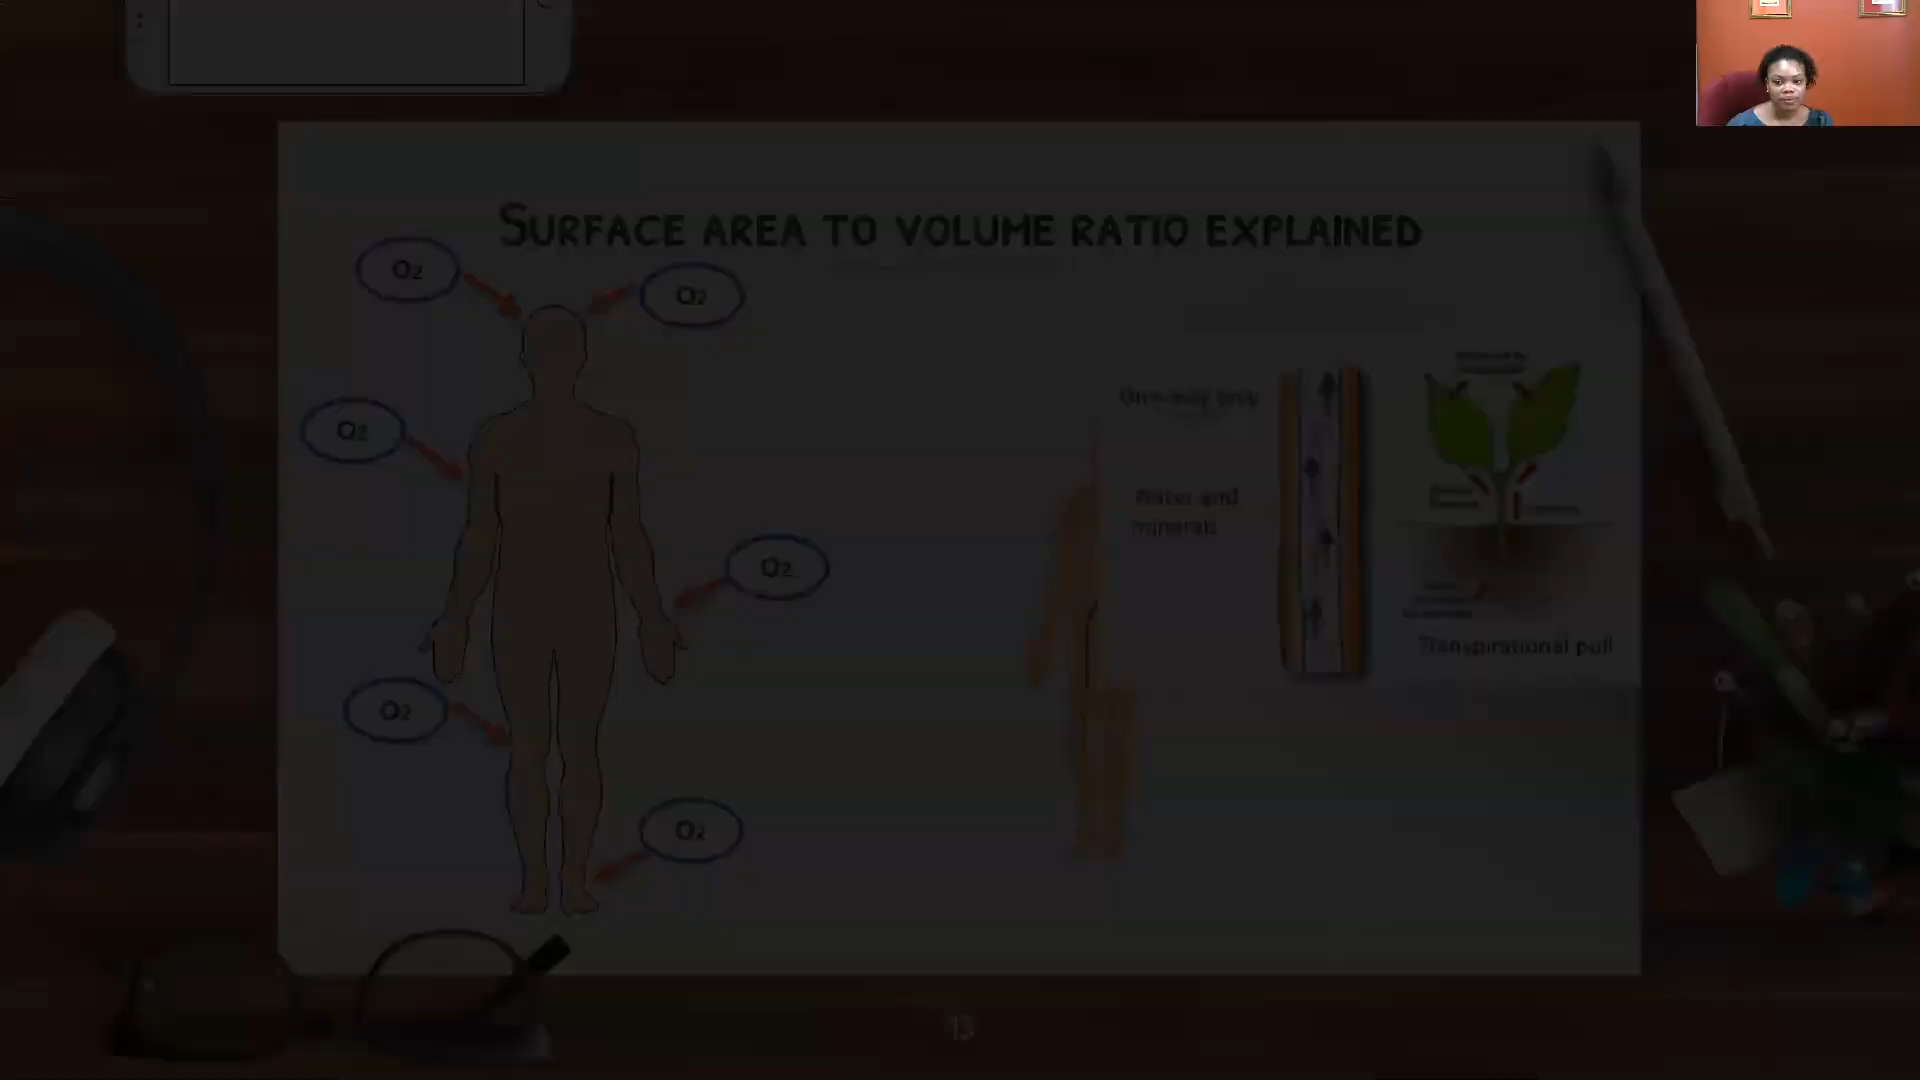 SURFACE AREA TO VOLUME RATIO EXPLAINED
O2
O2
O2
O2
O2
O2
One-way only
Water and
minerals
Transpirational pull
13